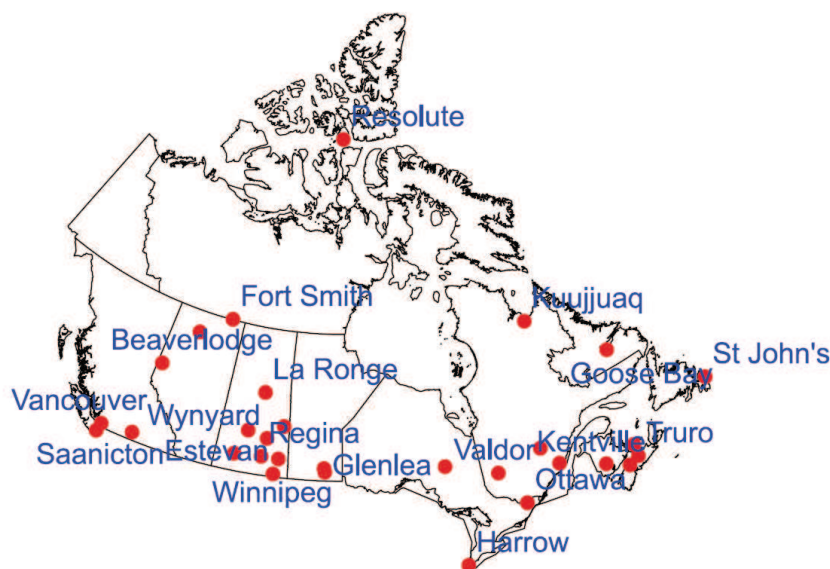 Resolute
Fort Smith
Kuujjuaq
Beaverlodge
St John's
La Ronge
Goose Bay
Vancouver
Wynyard
Regina
Kentville
Truro
Saanicton
Estevan
Valdor
Glenlea
Ottawa
Winnipeg
Harrow